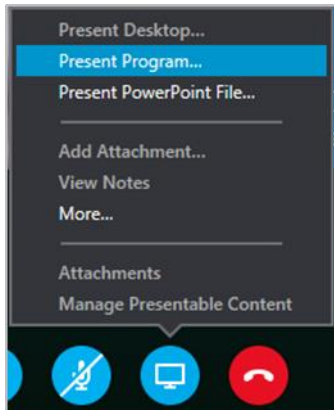 Present Desktop...
Present Program...
Present PowerPoint File...
Add Attachment...
View Notes
More...
Attachments
Manage Presentable Content